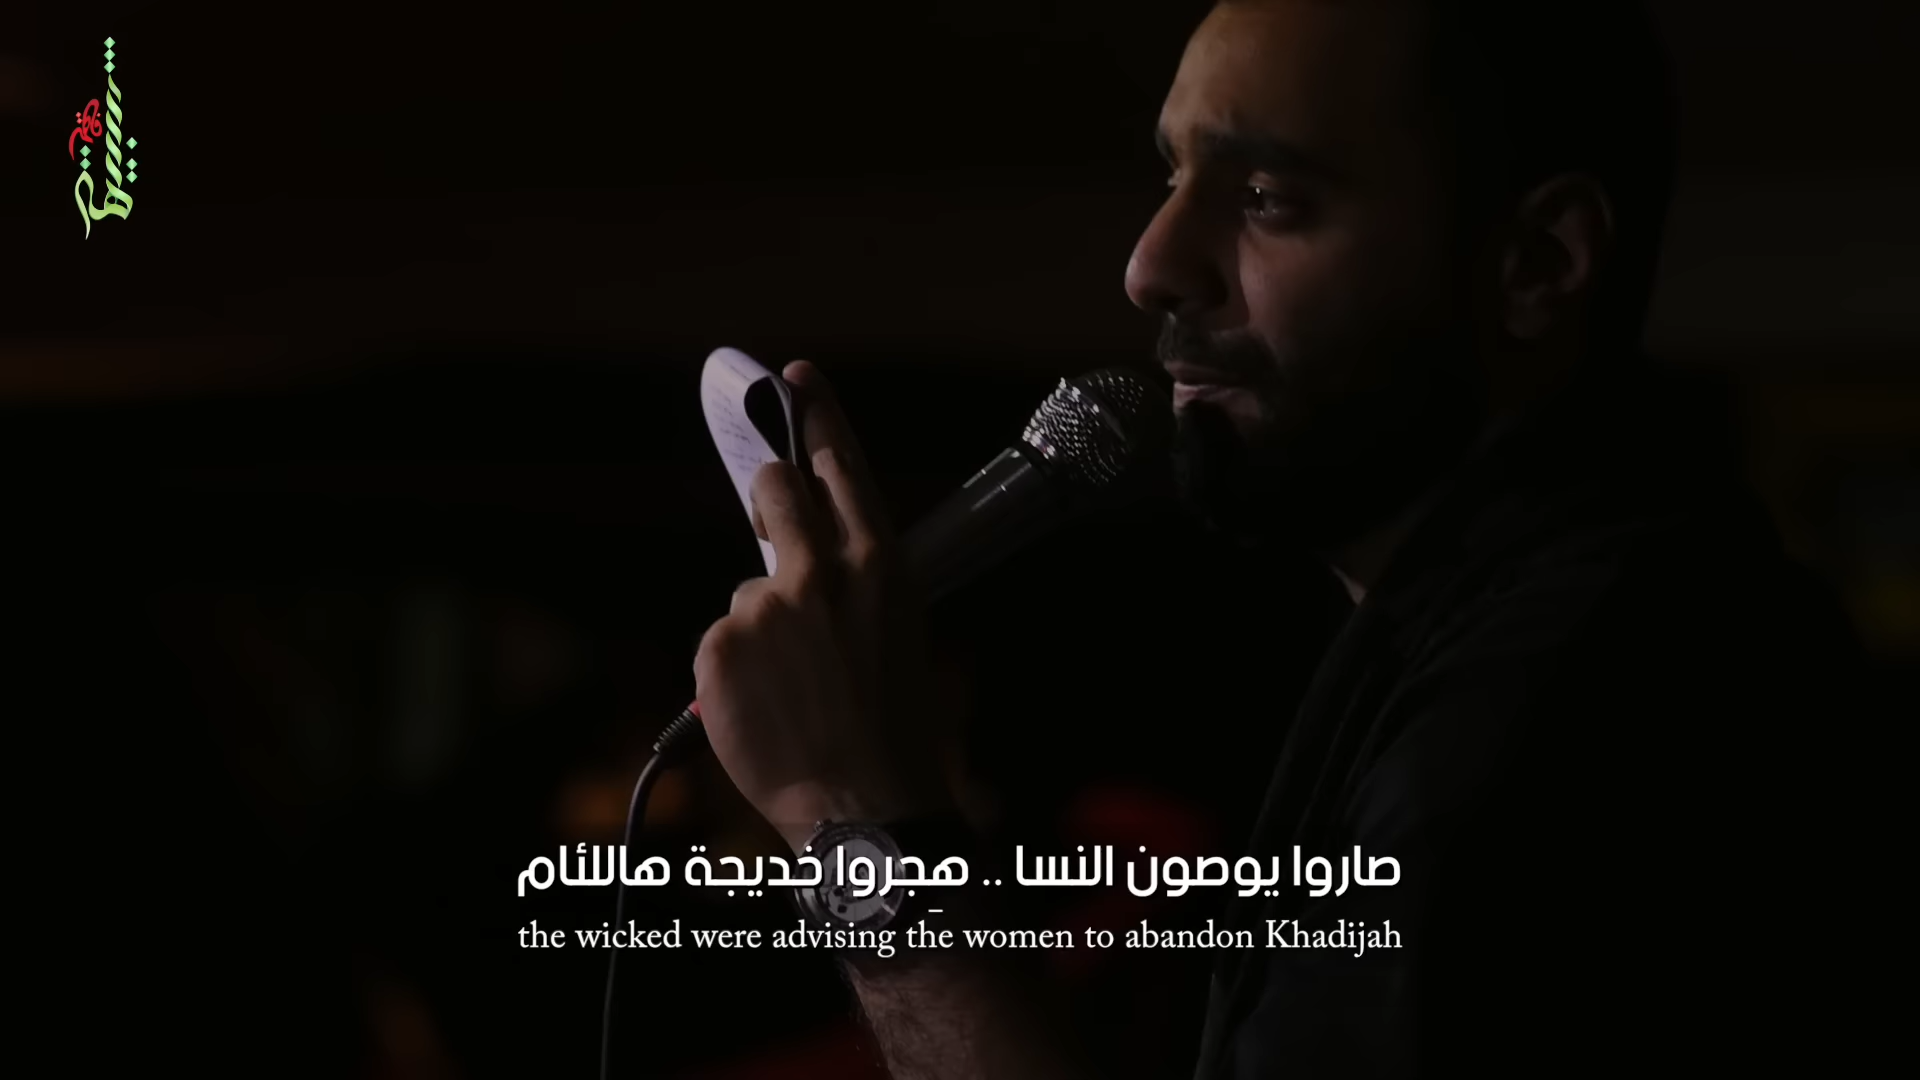 صاروا يوصون النسا .. هِجروا خديجة هاللئام
the wicked were advising the women to abandon Khadijah